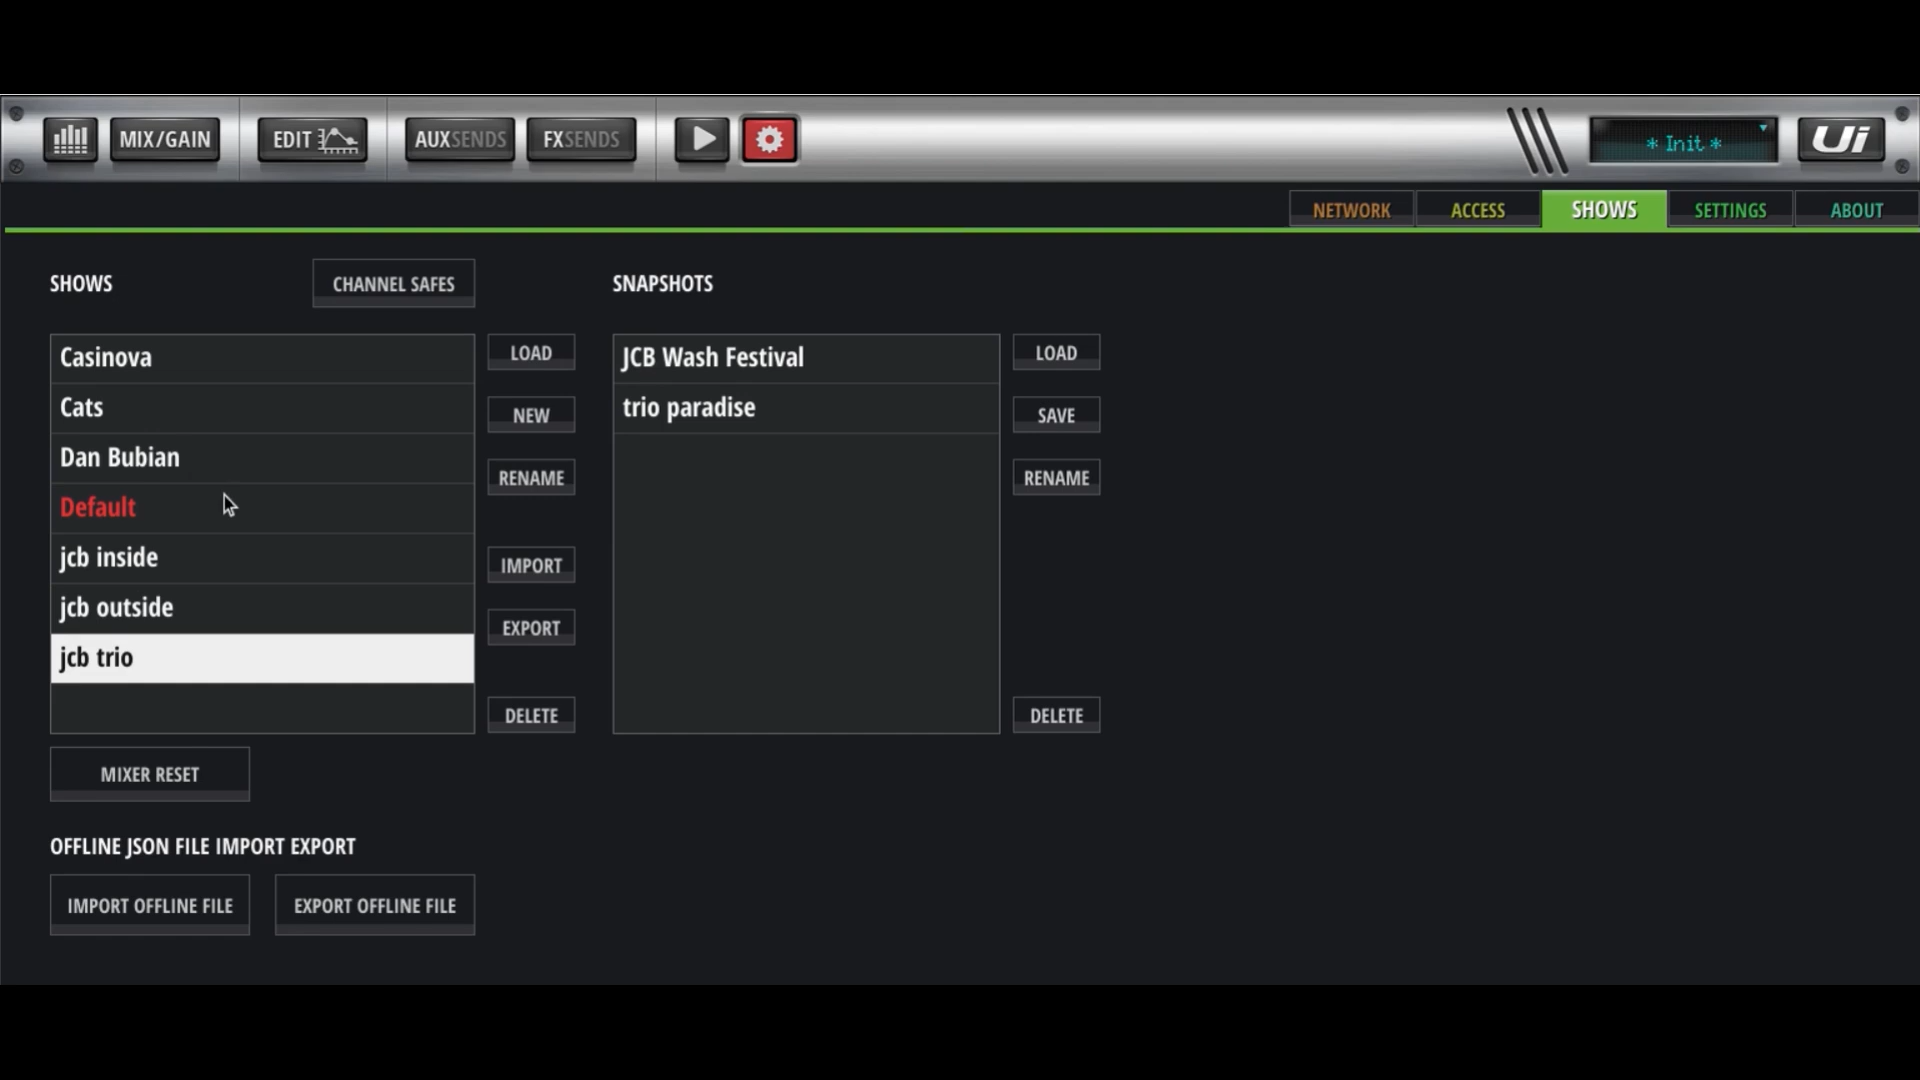 MIX/GAIN
EDIT
AUXSENDS
FXSENDS
* Init *
Ui
NETWORK
ACCESS
SHOWS
SETTINGS
ABOUT
SHOWS
CHANNEL SAFES
SNAPSHOTS
Casinova
Cats
Dan Bubian
Default
jcb inside
jcb outside
jcb trio
LOAD
NEW
RENAME
IMPORT
EXPORT
DELETE
JCB Wash Festival
trio paradise
LOAD
SAVE
RENAME
DELETE
MIXER RESET
OFFLINE JSON FILE IMPORT EXPORT
IMPORT OFFLINE FILE
EXPORT OFFLINE FILE